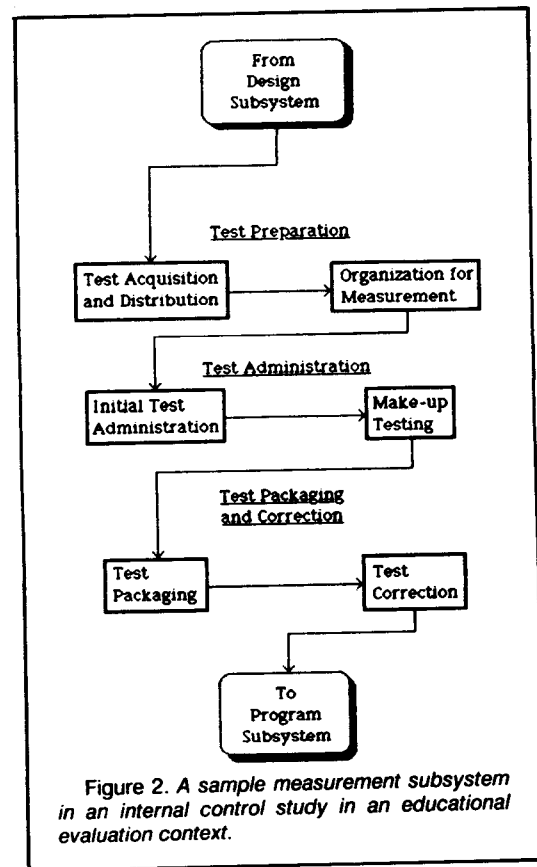 From
Design
Subsystem
Test Preparation
Test Acquisition
and Distribution
Organization for
Measurement
Test Administration
Initial Test
Administration
Make-up
Testing
Test Packaging
and Correction
Test
Packaging
Test
Correction
To
Program
Subsystem
Figure 2. A sample measurement subsystem
in an internal control study in an educational
evaluation context.